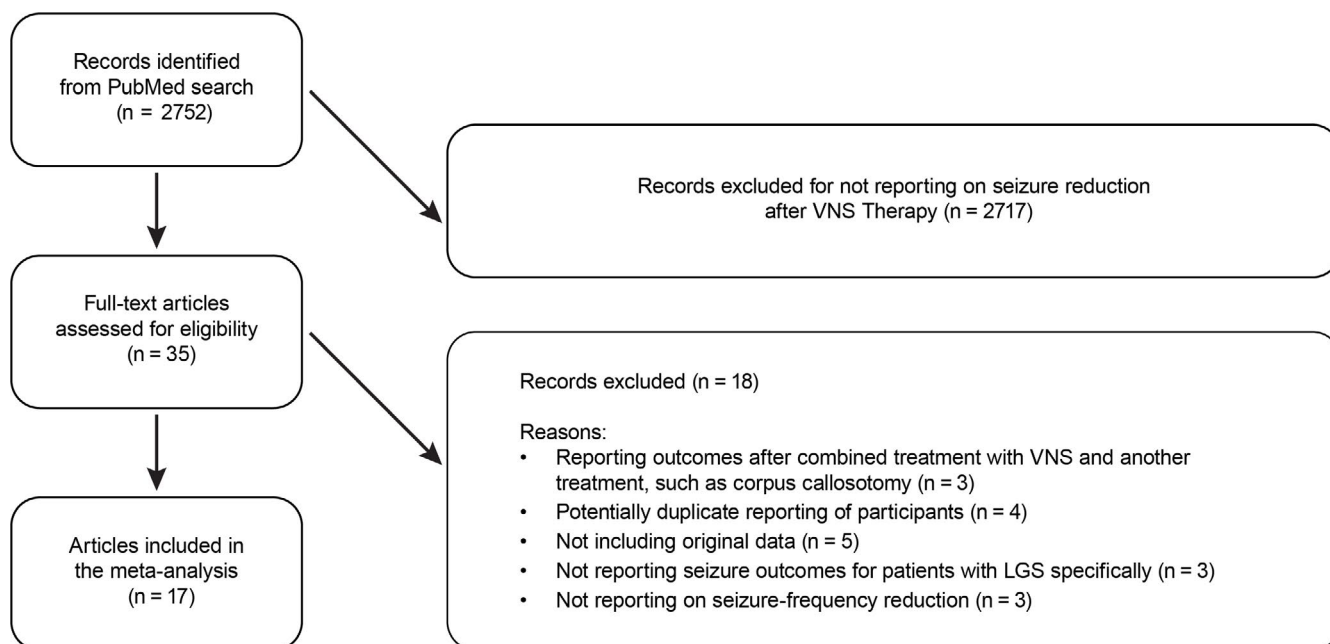 Records identified
from PubMed search
(n = 2752)
Records excluded for not reporting on seizure reduction
after VNS Therapy (n = 2717)
Full-text articles
assessed for eligibility
(n = 35)
Records excluded (n = 18)
Reasons:
• Reporting outcomes after combined treatment with VNS and another
treatment, such as corpus callosotomy (n = 3)
• Potentially duplicate reporting of participants (n = 4)
• Not including original data (n = 5)
• Not reporting seizure outcomes for patients with LGS specifically (n = 3)
• Not reporting on seizure-frequency reduction (n = 3)
Articles included in
the meta-analysis
(n = 17)